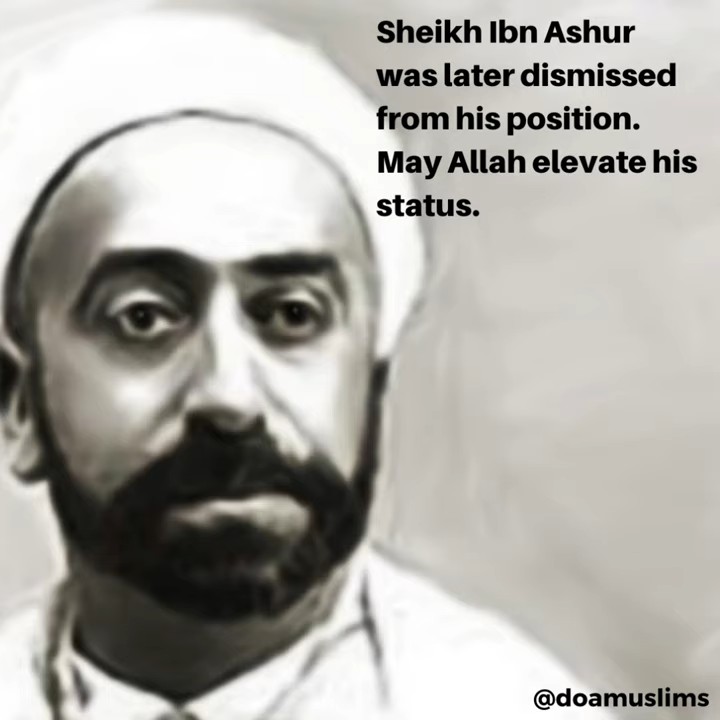 Sheikh Ibn Ashur
was later dismissed
from his position.
May Allah elevate his
status.
@doamuslims